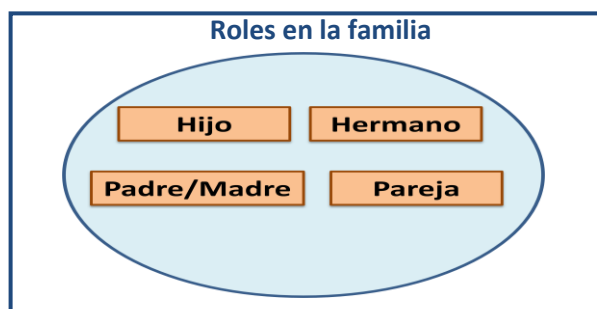 Roles en la familia
Hijo
Hermano
Padre/Madre
Pareja